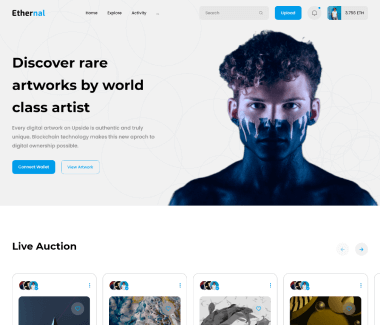 Ethernal
Home Explore Activity ...
Search
Upload
3.795 ETH
Discover rare
artworks by world
class artist
Every digital artwork on Upside is authentic and truly
unique. Blockchain technology makes this new aproach to
digital ownership possible.
Connect Wallet
View Artwork
Live Auction